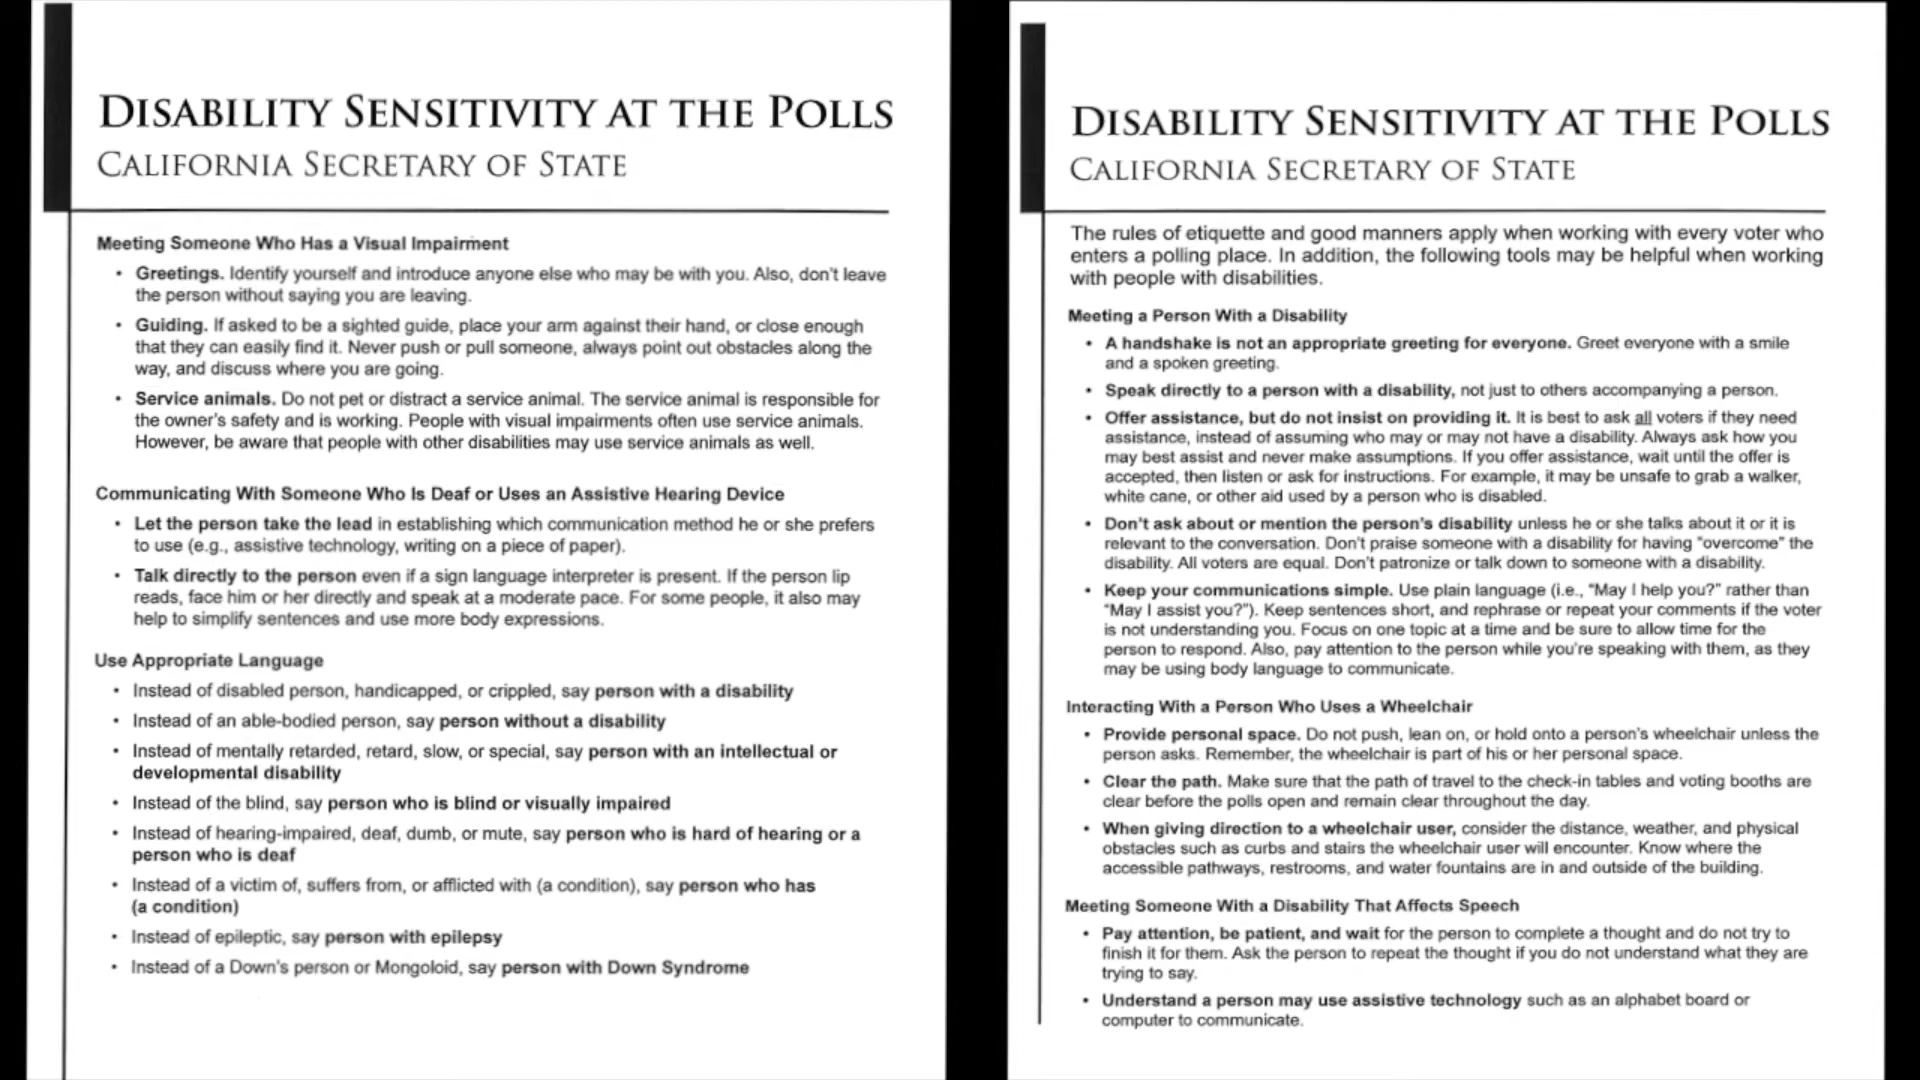 DISABILITY SENSITIVITY AT THE POLLS
CALIFORNIA SECRETARY OF STATE
Meeting Someone Who Has a Visual Impairment
• Greetings. Identify yourself and introduce anyone else who may be with you. Also, don't leave
the person without saying you are leaving.
• Guiding. If asked to be a sighted guide, place your arm against their hand, or close enough
that they can easily find it. Never push or pull someone, always point out obstacles along the
way, and discuss where you are going.
• Service animals. Do not pet or distract a service animal. The service animal is responsible for
the owner's safety and is working. People with visual impairments often use service animals.
However, be aware that people with other disabilities may use service animals as well.
Communicating With Someone Who Is Deaf or Uses an Assistive Hearing Device
• Let the person take the lead in establishing which communication method he or she prefers
to use (e.g., assistive technology, writing on a piece of paper).
• Talk directly to the person even if a sign language interpreter is present. If the person lip
reads, face him or her directly and speak at a moderate pace. For some people, it also may
help to simplify sentences and use more body expressions.
Use Appropriate Language
• Instead of disabled person, handicapped, or crippled, say person with a disability
• Instead of an able-bodied person, say person without a disability
• Instead of mentally retarded, retard, slow, or special, say person with an intellectual or
developmental disability
• Instead of the blind, say person who is blind or visually impaired
• Instead of hearing-impaired, deaf, dumb, or mute, say person who is hard of hearing or a
person who is deaf
• Instead of a victim of, suffers from, or afflicted with (a condition), say person who has
(a condition)
• Instead of epileptic, say person with epilepsy
• Instead of a Down's person or Mongoloid, say person with Down Syndrome
DISABILITY SENSITIVITY AT THE POLLS
CALIFORNIA SECRETARY OF STATE
The rules of etiquette and good manners apply when working with every voter who
enters a polling place. In addition, the following tools may be helpful when working
with people with disabilities.
Meeting a Person With a Disability
• A handshake is not an appropriate greeting for everyone. Greet everyone with a smile
and a spoken greeting.
• Speak directly to a person with a disability, not just to others accompanying a person.
• Offer assistance, but do not insist on providing it. It is best to ask all voters if they need
assistance, instead of assuming who may or may not have a disability. Always ask how you
may best assist and never make assumptions. If you offer assistance, wait until the offer is
accepted, then listen or ask for instructions. For example, it may be unsafe to grab a walker,
white cane, or other aid used by a person who is disabled.
• Don't ask about or mention the person's disability unless he or she talks about it or it is
relevant to the conversation. Don't praise someone with a disability for having "overcome" the
disability. All voters are equal. Don't patronize or talk down to someone with a disability.
• Keep your communications simple. Use plain language (i.e., "May I help you?" rather than
"May I assist you?"). Keep sentences short, and rephrase or repeat your comments if the voter
is not understanding you. Focus on one topic at a time and be sure to allow time for the
person to respond. Also, pay attention to the person while you're speaking with them, as they
may be using body language to communicate.
Interacting With a Person Who Uses a Wheelchair
• Provide personal space. Do not push, lean on, or hold onto a person's wheelchair unless the
person asks. Remember, the wheelchair is part of his or her personal space.
• Clear the path. Make sure that the path of travel to the check-in tables and voting booths are
clear before the polls open and remain clear throughout the day.
• When giving direction to a wheelchair user, consider the distance, weather, and physical
obstacles such as curbs and stairs the wheelchair user will encounter. Know where the
accessible pathways, restrooms, and water fountains are in and outside of the building.
Meeting Someone With a Disability That Affects Speech
• Pay attention, be patient, and wait for the person to complete a thought and do not try to
finish it for them. Ask the person to repeat the thought if you do not understand what they are
trying to say.
• Understand a person may use assistive technology such as an alphabet board or
computer to communicate.